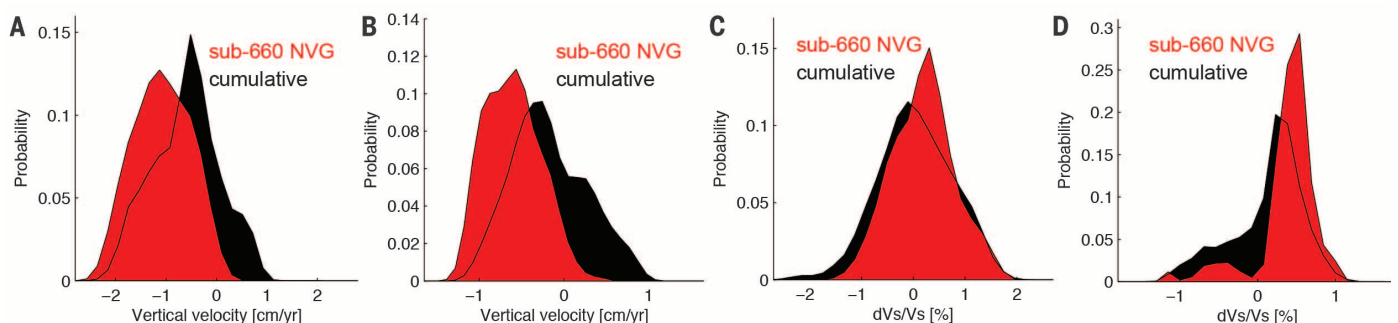 A
0.15
0.1
0.05
0
Probability
sub-660 NVG
cumulative
−2
−1
0
1
2
Vertical velocity [cm/yr]
B
0.14
0.12
0.1
0.08
0.06
0.04
0.02
0
Probability
sub-660 NVG
cumulative
−1
0
1
Vertical velocity [cm/yr]
C
0.15
0.1
0.05
0
Probability
sub-660 NVG
cumulative
−2
−1
0
1
2
dVs/Vs [%]
D
0.3
0.25
0.2
0.15
0.1
0.05
0
Probability
sub-660 NVG
cumulative
−1
0
1
dVs/Vs [%]